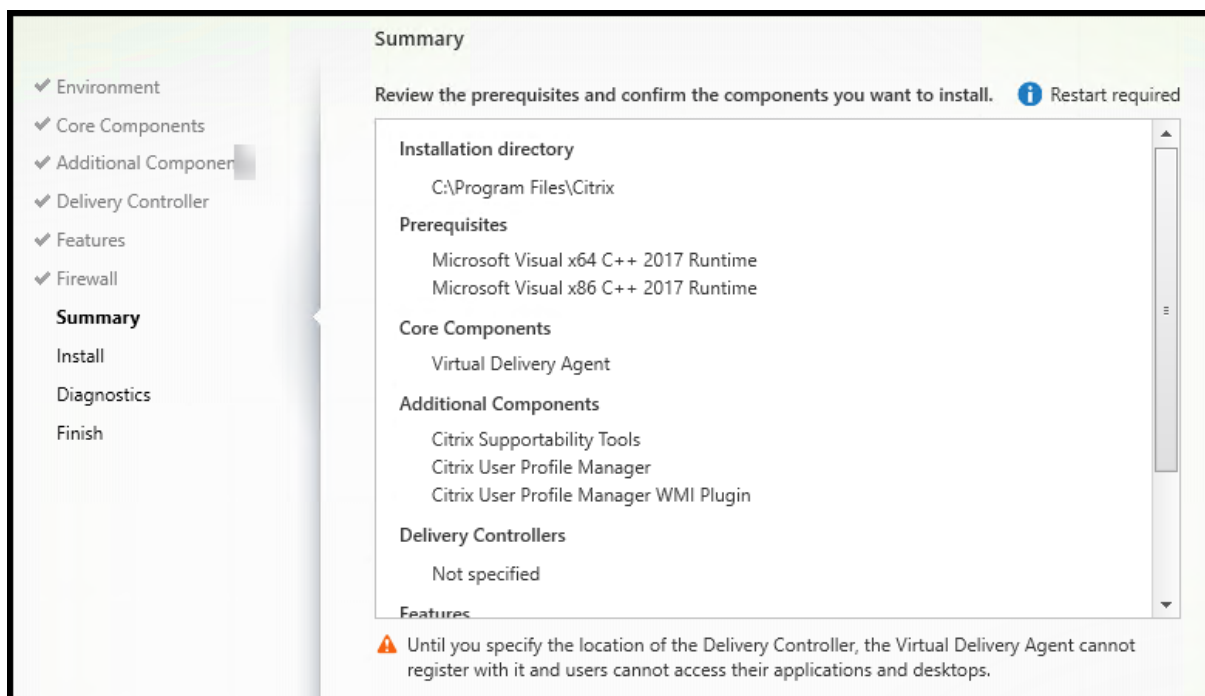 Summary
Environment
Core Components
Additional
Delivery Controller
Features
Firewall
Summary
Install
Diagnostics
Finish
Review the prerequisites and confirm the components you want to install.
Restart required
Installation directory
C:\Program Files\Citrix
Prerequisites
Microsoft Visual x64 C++ 2017 Runtime
Microsoft Visual x86 C++ 2017 Runtime
Core Components
Virtual Delivery Agent
Additional Components
Citrix Supportability Tools
Citrix User Profile Manager
Citrix User Profile Manager WMI Plugin
Delivery Controllers
Not specified
Features
Until you specify the location of the Delivery Controller, the Virtual Delivery Agent cannot
register with it and users cannot access their applications and desktops.